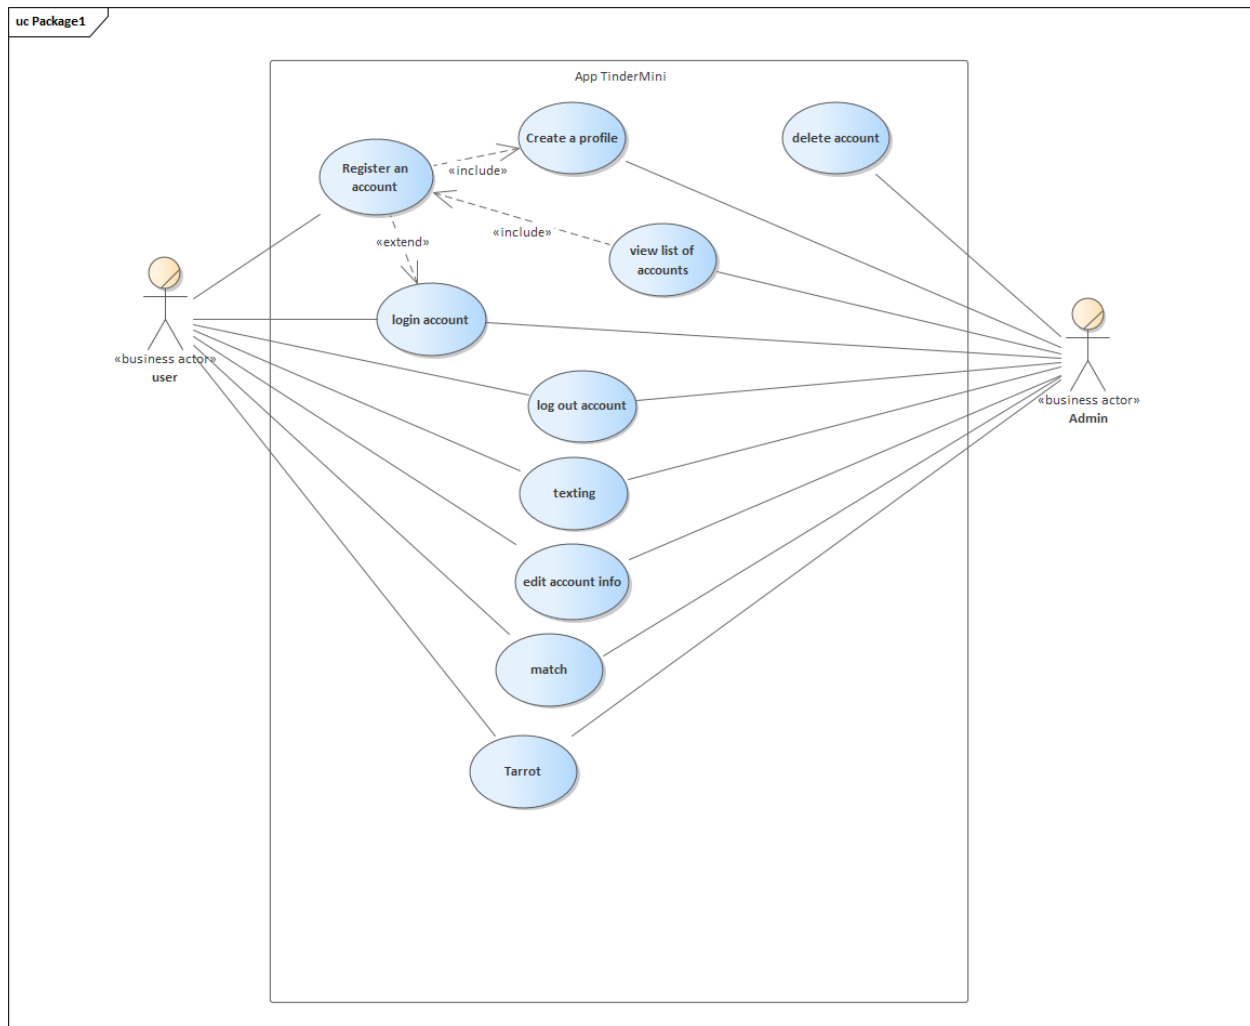 uc Package1
App TinderMini
Create a profile
delete account
Register an
account
«include»
«include»
«extend»
view list of
accounts
login account
«business actor»
user
log out account
«business actor»
Admin
texting
edit account info
match
Tarrot